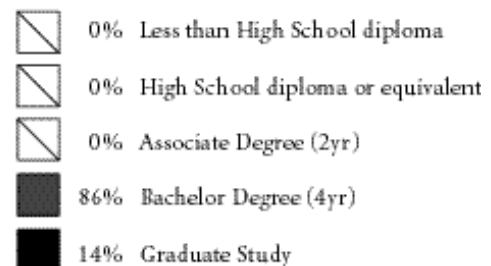 0% Less than High School diploma
0% High School diploma or equivalent
0% Associate Degree (2yr)
86% Bachelor Degree (4yr)
14% Graduate Study